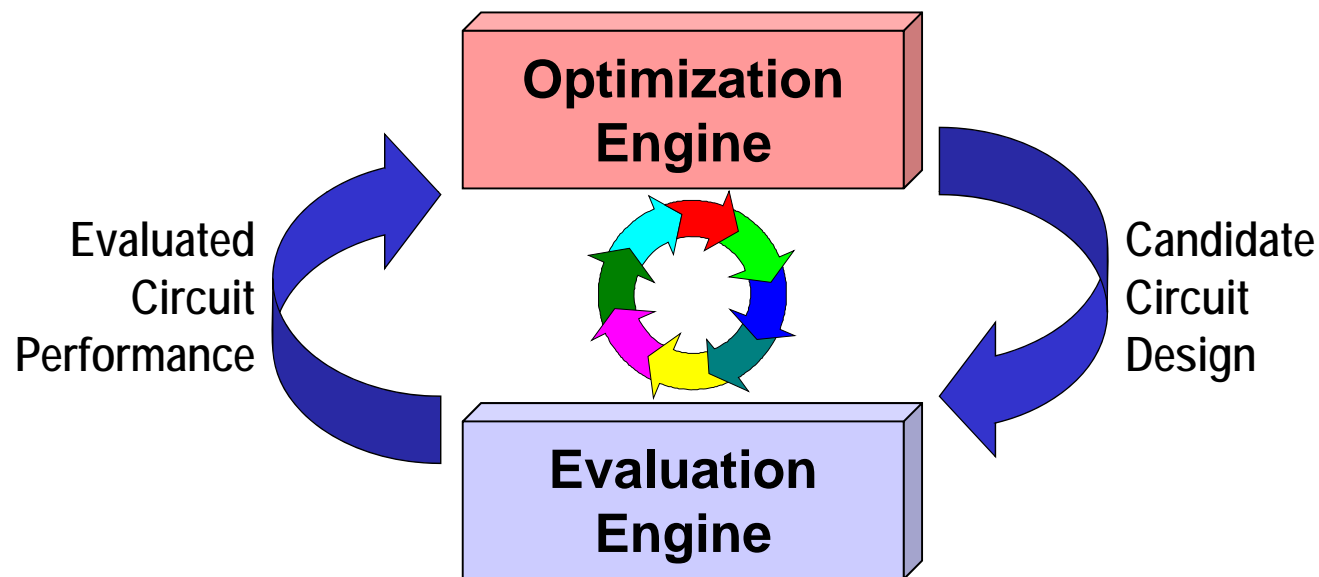 Optimization
Engine
Evaluated
Circuit
Performance
Candidate
Circuit
Design
Evaluation
Engine